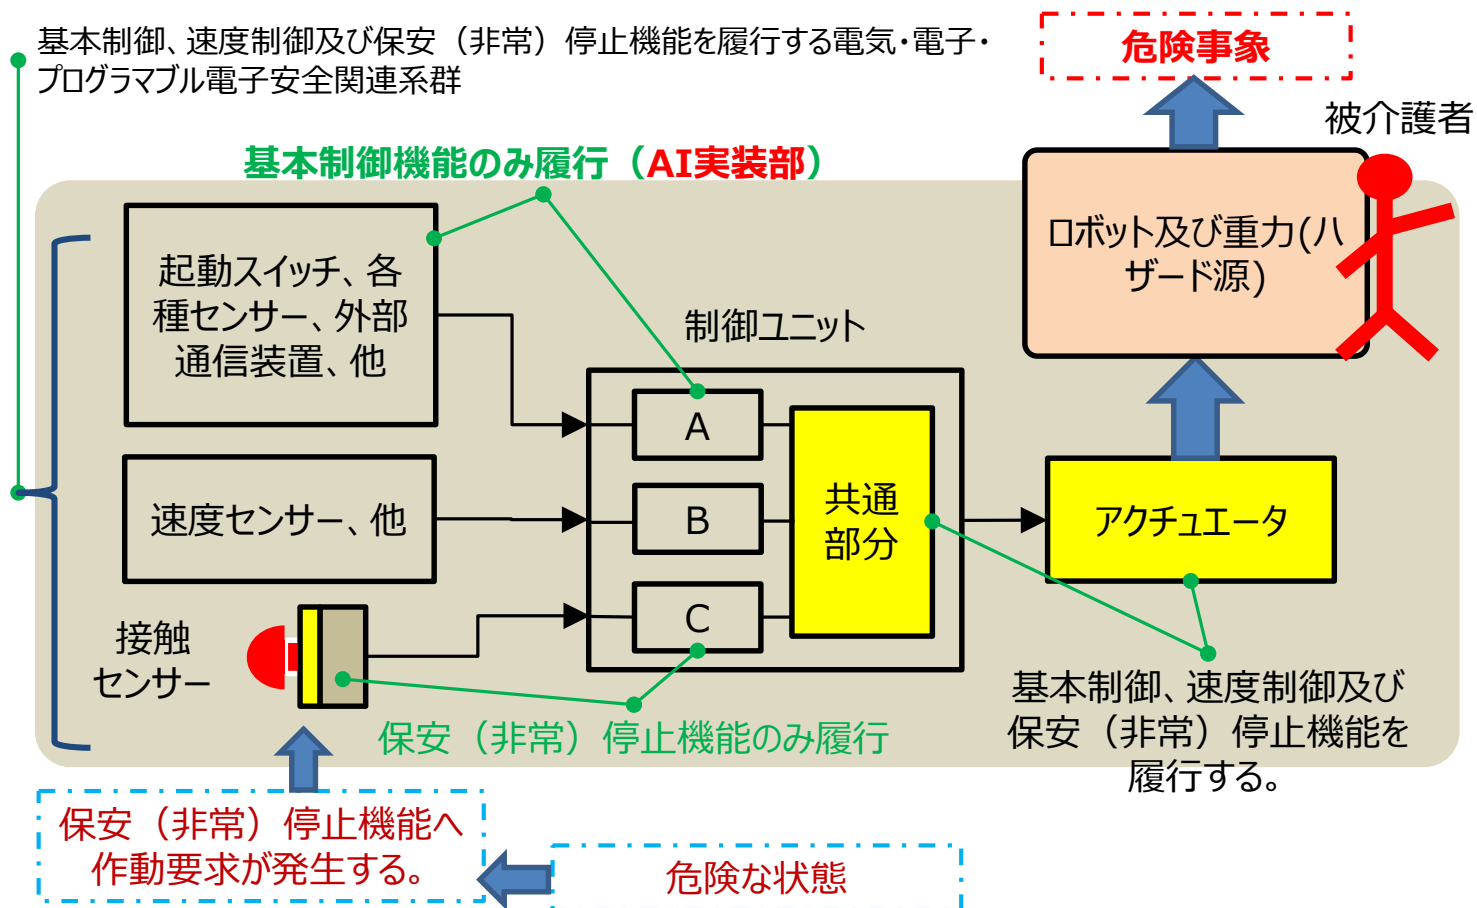 基本制御、速度制御及び保安（非常）停止機能を履行する電気・電子・
プログラマブル電子安全関連系群
危険事象
被介護者
基本制御機能のみ履行（AI実装部）
ロボット及び重力(ハ
ザード源)
起動スイッチ、各
種センサー、外部
通信装置、他
制御ユニット
A
速度センサー、他
B
共通
部分
アクチュエータ
C
接触
センサー
保安（非常）停止機能のみ履行
基本制御、速度制御及び
保安（非常）停止機能を
履行する。
保安（非常）停止機能へ
作動要求が発生する。
危険な状態